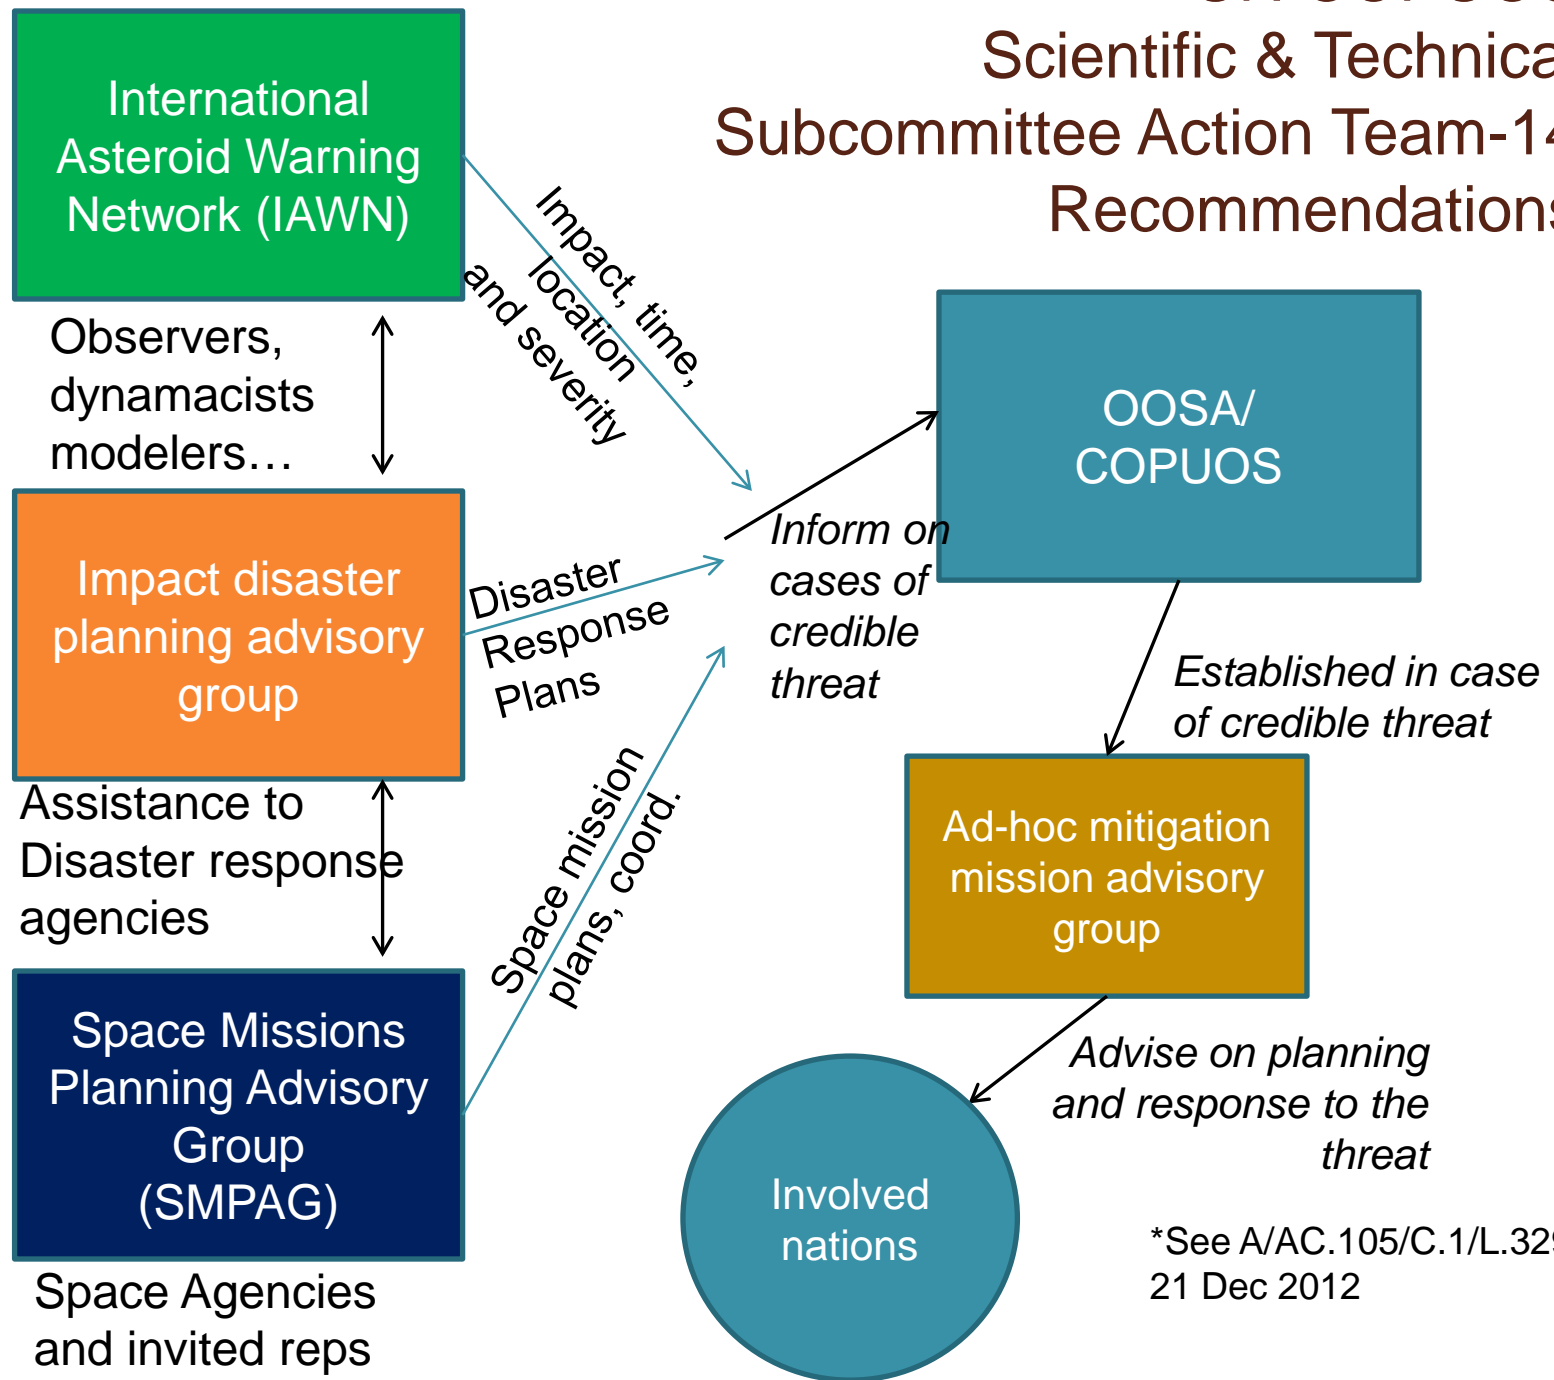 Scientific & Technica
Subcommittee Action Team-14
Recommendations
International
Asteroid Warning
Network (IAWN)
Observers,
dynamacists
modelers…
Impact disaster
planning advisory
group
Assistance to
Disaster response
agencies
Space Missions
Planning Advisory
Group
(SMPAG)
Space Agencies
and invited reps
Impact, time,
location
and severity
Disaster
Response
Plans
Space mission
plans, coord.
Inform on
cases of
credible
threat
OOSA/
COPUOS
Established in case
of credible threat
Ad-hoc mitigation
mission advisory
group
Advise on planning
and response to the
threat
Involved
nations
*See A/AC.105/C.1/L.329
21 Dec 2012